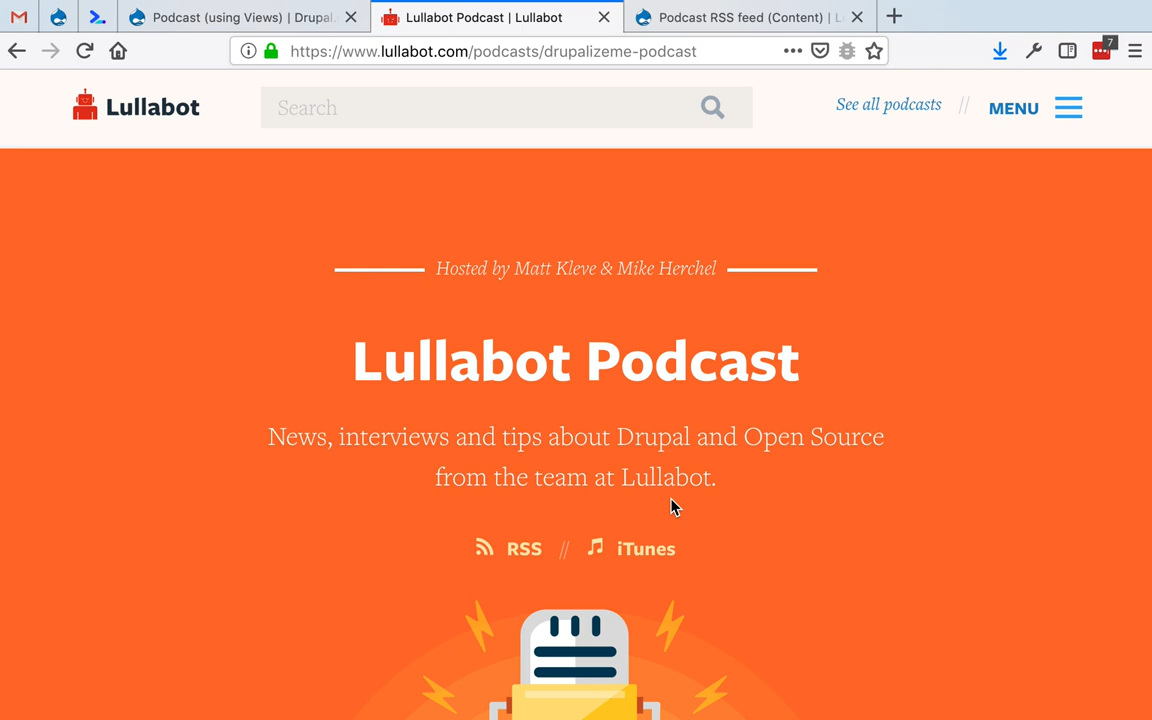 Podcast (using Views) | Drupal
Lullabot Podcast | Lullabot
Podcast RSS feed (Content) | L
https://www.lullabot.com/podcasts/drupalizeme-podcast
7
Lullabot
Search
See all podcasts // MENU
Hosted by Matt Kleve & Mike Herchel
Lullabot Podcast
News, interviews and tips about Drupal and Open Source
from the team at Lullabot.
RSS // iTunes